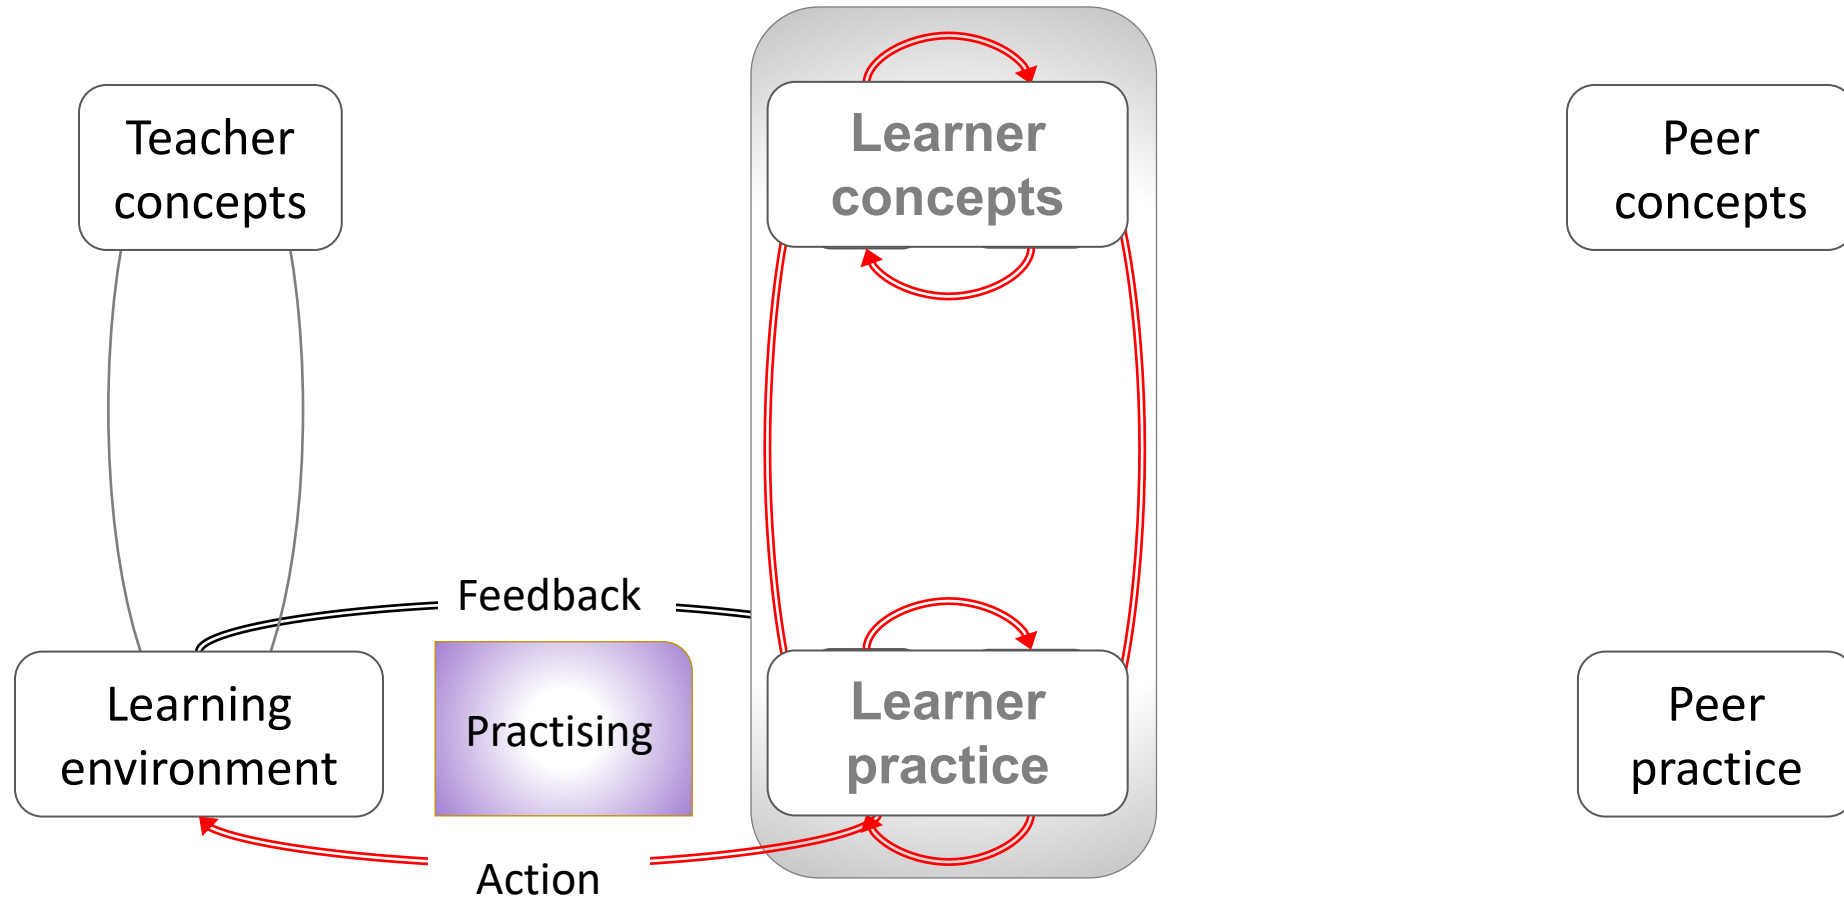 Teacher
concepts
Learner
concepts
Peer
concepts
Feedback
Learning
environment
Practising
Learner
practice
Peer
practice
Action